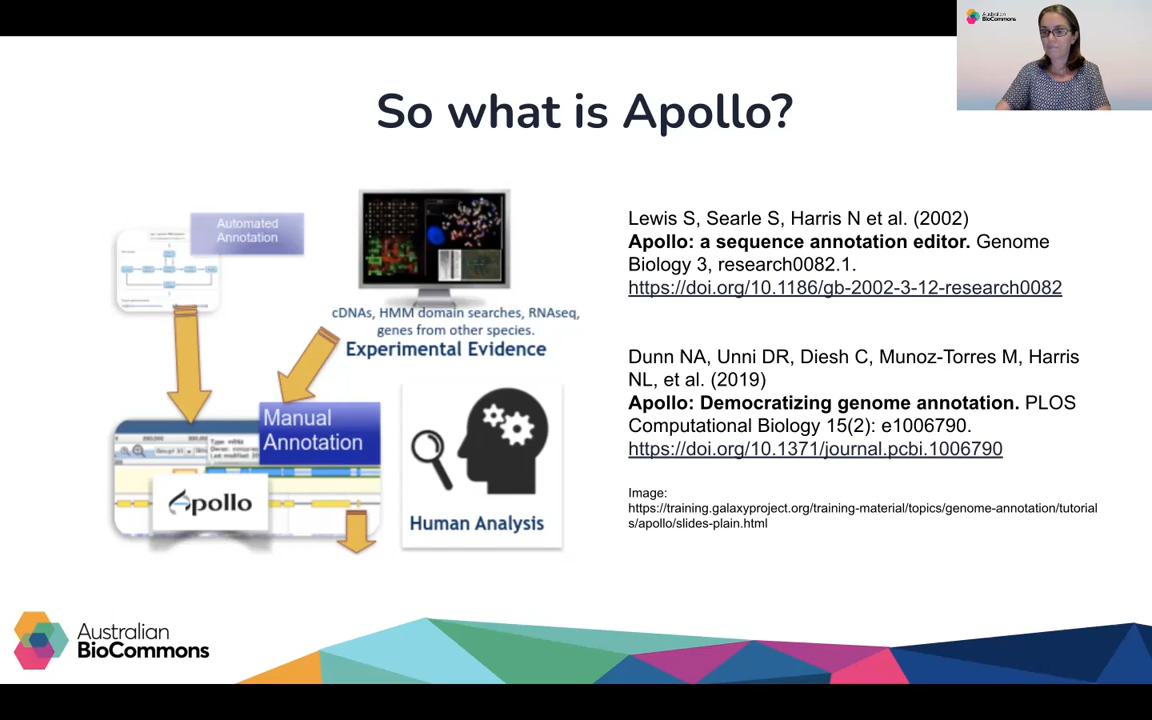 Australian
BioCommons
So what is Apollo?
Automated
Annotation
cDNAs, HMM domain searches, RNAseq,
genes from other species.
Experimental Evidence
Manual
Annotation
Apollo
Human Analysis
Lewis S, Searle S, Harris N et al. (2002)
Apollo: a sequence annotation editor. Genome
Biology 3, research0082.1.
https://doi.org/10.1186/gb-2002-3-12-research0082
Dunn NA, Unni DR, Diesh C, Munoz-Torres M, Harris
NL, et al. (2019)
Apollo: Democratizing genome annotation. PLOS
Computational Biology 15(2): e1006790.
https://doi.org/10.1371/journal.pcbi.1006790
Image:
https://training.galaxyproject.org/training-material/topics/genome-annotation/tutorial
s/apollo/slides-plain.html
Australian
BioCommons